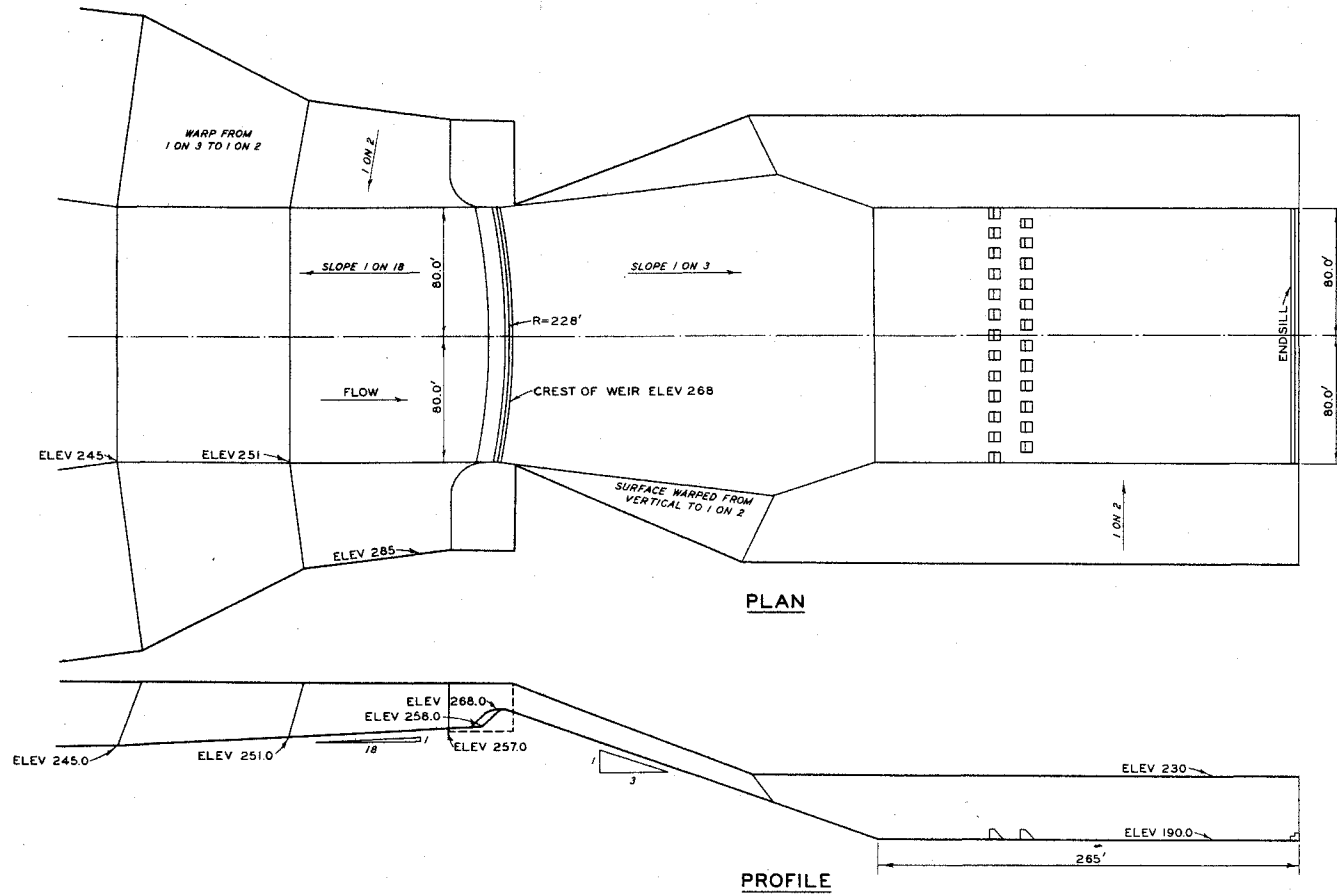 WARP FROM
1 ON 3 TO 1 ON 2
1 ON 2
SLOPE 1 ON 18
80.0'
SLOPE 1 ON 3
80.0'
R=228'
ENDSILL
FLOW
80.0'
CREST OF WEIR ELEV 268
80.0'
ELEV 245
ELEV 251
SURFACE WARPED FROM
VERTICAL TO 1 ON 2
1 ON 2
ELEV 285
PLAN
ELEV 268.0
ELEV 258.0
ELEV 245.0
ELEV 251.0
18
1
ELEV 257.0
1
3
ELEV 230
ELEV 190.0
265'
PROFILE